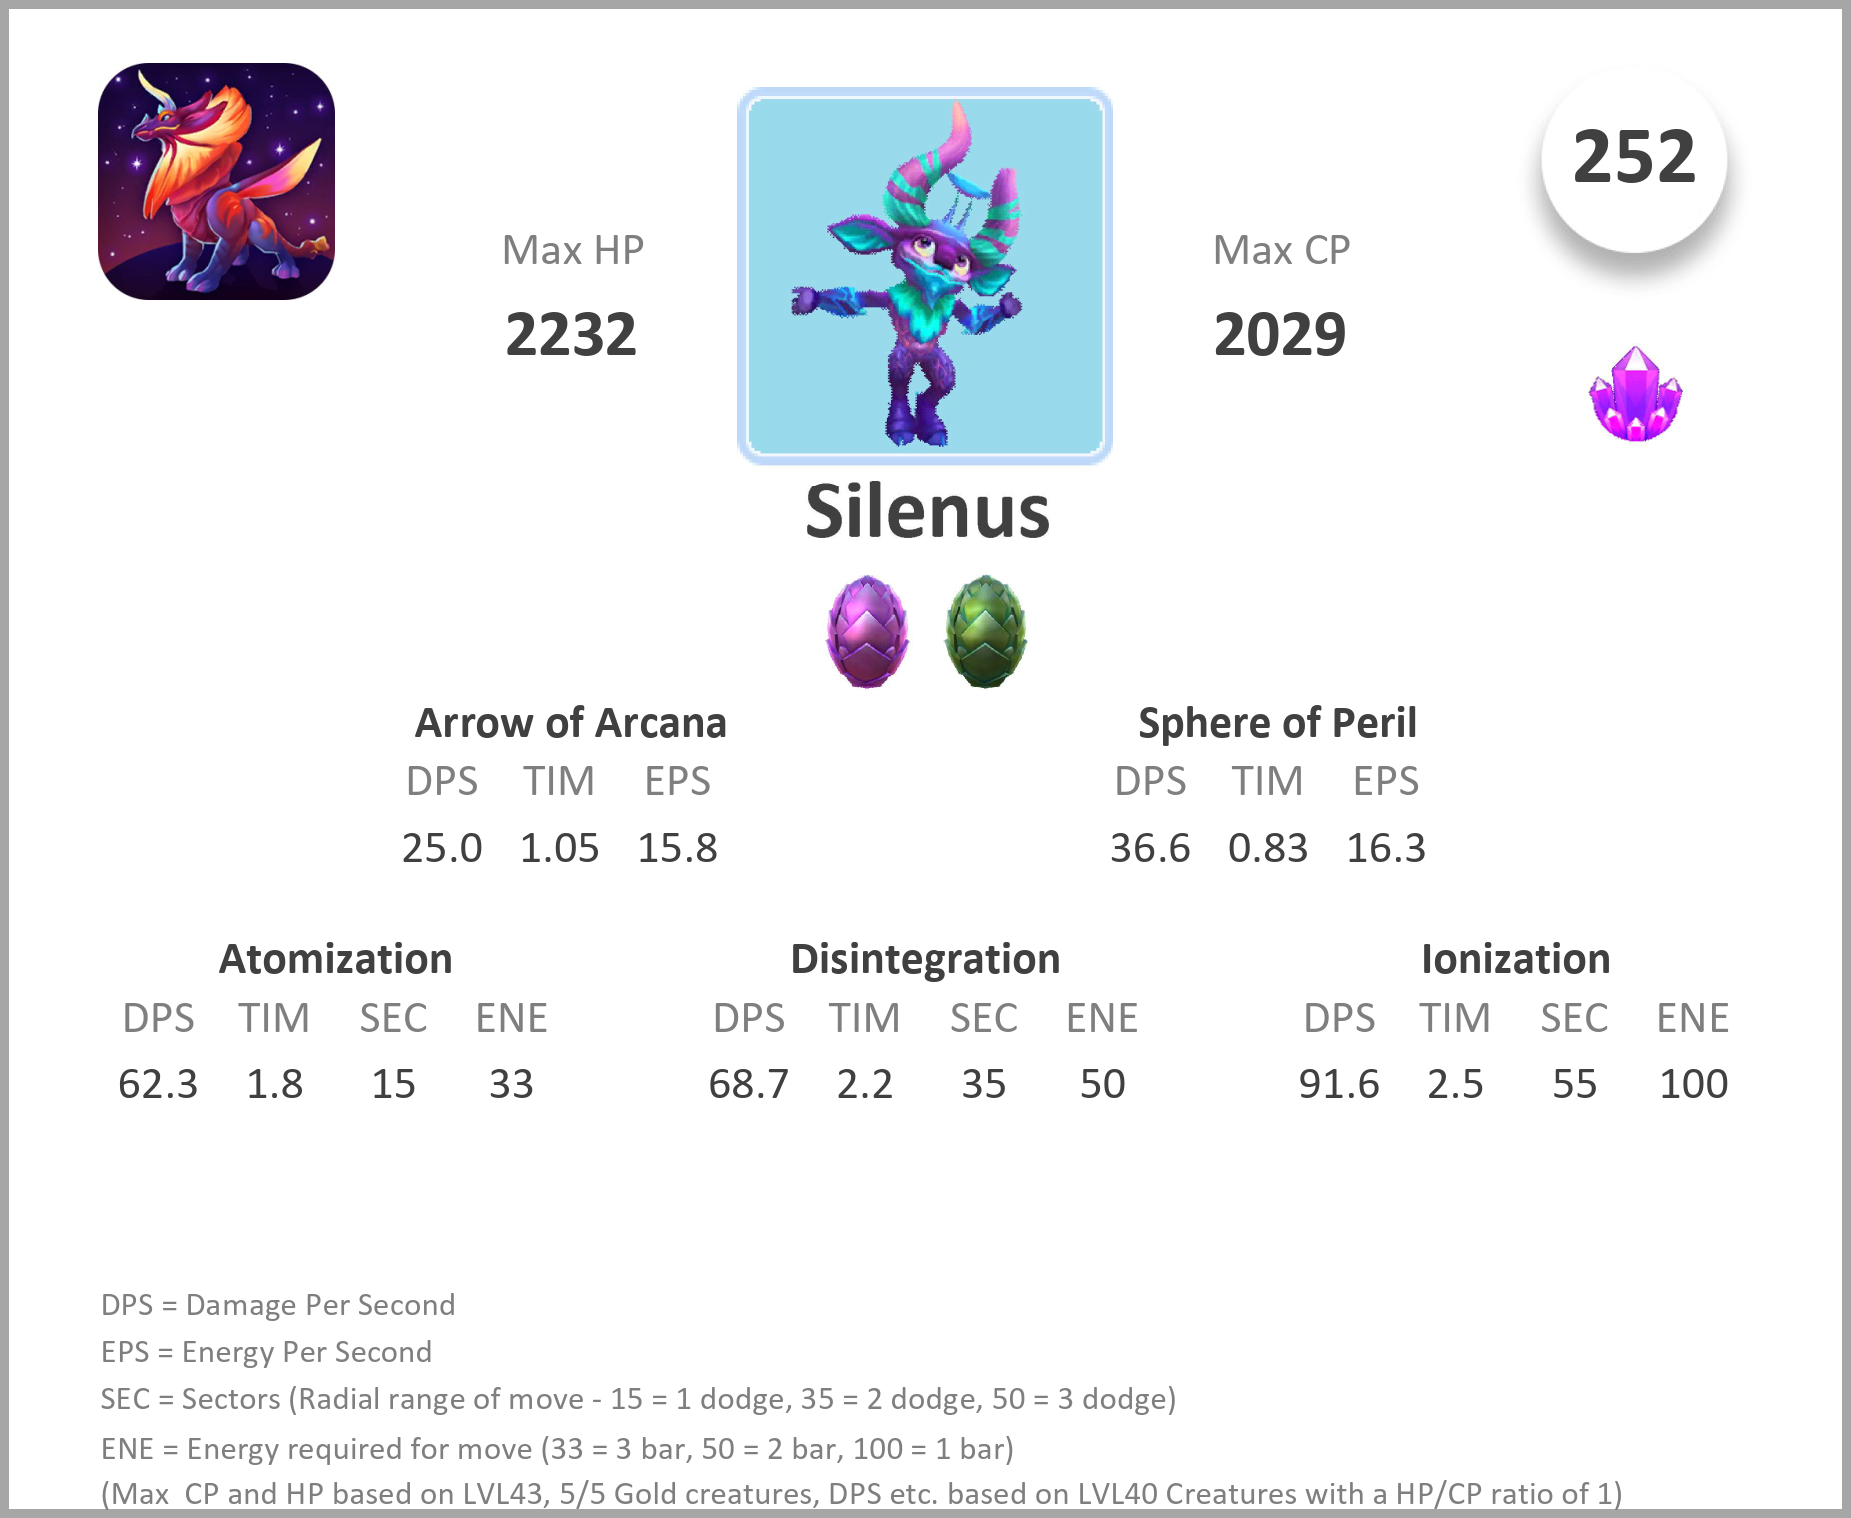 252
Max HP
Max CP
2232
2029
Silenus
Arrow of Arcana
Sphere of Peril
DPS TIM EPS
DPS TIM EPS
25.0 1.05 15.8
36.6 0.83 16.3
Atomization
Disintegration
Ionization
DPS TIM SEC ENE
DPS TIM SEC ENE
DPS TIM SEC ENE
62.3 1.8 15 33
68.7 2.2 35 50
91.6 2.5 55 100
DPS = Damage Per Second
EPS = Energy Per Second
SEC = Sectors (Radial range of move - 15 = 1 dodge, 35 = 2 dodge, 50 = 3 dodge)
ENE = Energy required for move (33 = 3 bar, 50 = 2 bar, 100 = 1 bar)
(Max  CP and HP based on LVL43, 5/5 Gold creatures, DPS etc. based on LVL40 Creatures with a HP/CP ratio of 1)